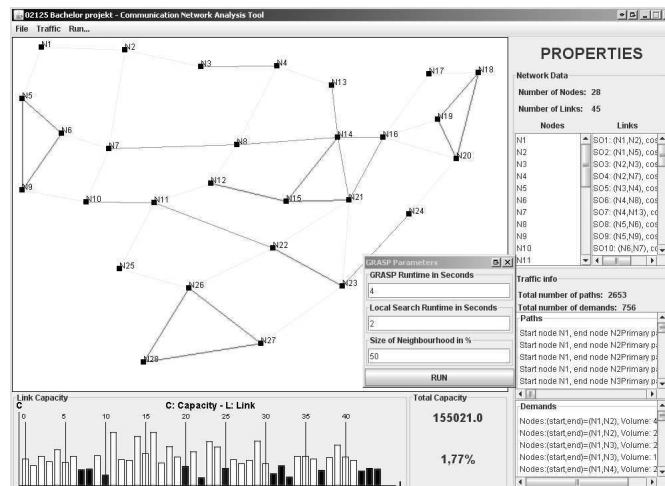 02125 Bachelor projekt - Communication Network Analysis Tool
File Traffic Run...
N1
N2
N3
N4
N5
N6
N7
N8
N9
N10
N11
N12
N13
N14
N15
N16
N17
N18
N19
N20
N21
N22
N23
N24
N25
N26
N27
N28
GRASP Parameters
GRASP Runtime in Seconds
4
Local Search Runtime in Seconds
2
Size of Neighbourhood in %
50
RUN
PROPERTIES
Network Data
Number of Nodes: 28
Number of Links: 45
Nodes
N1
N2
N3
N4
N5
N6
N7
N8
N9
N10
N11
Links
SO1: (N1,N2), cos
SO2: (N1,N5), cos
SO3: (N2,N3), cos
SO4: (N2,N7), cos
SO5: (N3,N4), cos
SO6: (N4,N8), cos
SO7: (N4,N13), co
SO8: (N5,N6), cos
SO9: (N5,N9), cos
SO10: (N6,N7), co
Traffic info
Total number of paths: 2653
Total number of demands: 756
Paths
Start node N1, end node N2Primary p
Start node N1, end node N2Primary p
Start node N1, end node N2Primary p
Start node N1, end node N2Primary p
Start node N1, end node N3Primary p
Demands
Nodes:(start,end)=(N1,N2), Volume: 4
Nodes:(start,end)=(N1,N2), Volume: 2
Nodes:(start,end)=(N1,N3), Volume: 2
Nodes:(start,end)=(N1,N3), Volume: 1
Nodes:(start,end)=(N1,N4), Volume: 2
Link Capacity
C
C: Capacity - L: Link
0 5 10 15 20 25 30 35 40
L
Total Capacity
155021.0
1,77%